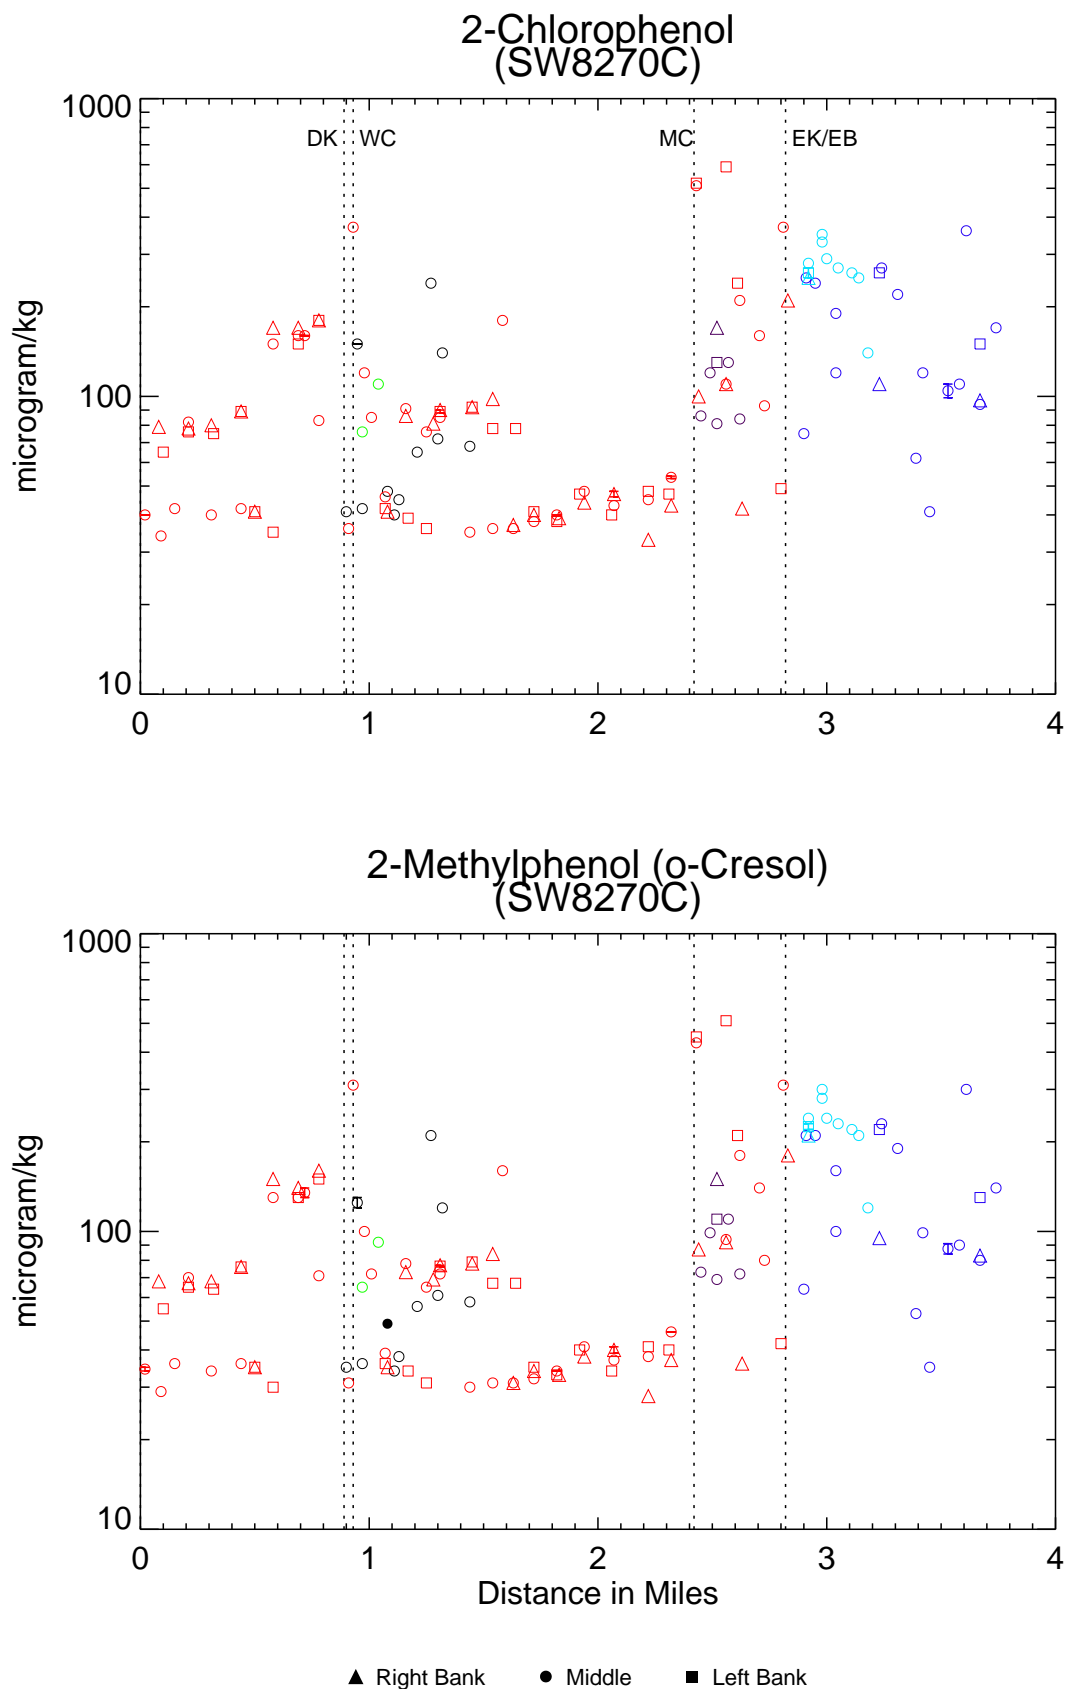 2-Chlorophenol
(SW8270C)
1000
DK WC MC EK/EB
100
microgram/kg
10
0 1 2 3 4
2-Methylphenol (o-Cresol)
(SW8270C)
1000
100
microgram/kg
10
0 1 2 3 4
Distance in Miles
Right Bank Middle Left Bank